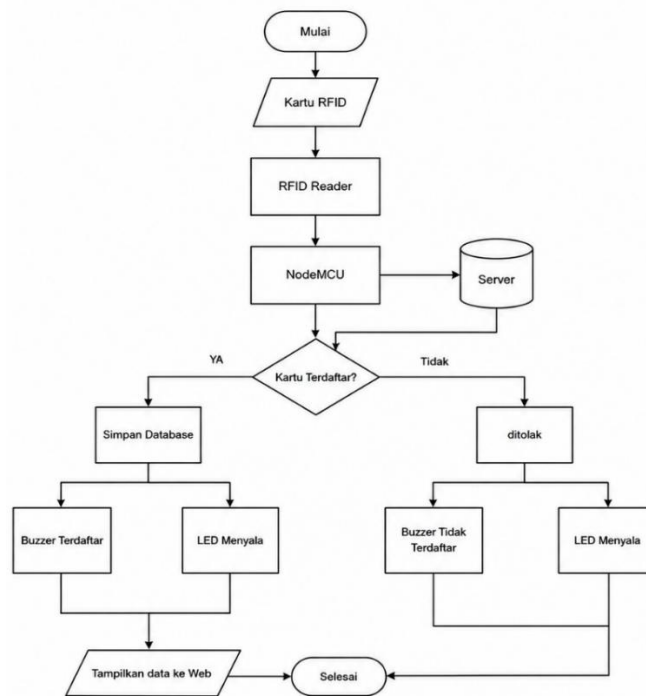 Mulai
Kartu RFID
RFID Reader
NodeMCU
Server
YA
Kartu Terdaftar?
Tidak
Simpan Database
ditolak
Buzzer Terdaftar
LED Menyala
Buzzer Tidak
Terdaftar
LED Menyala
Tampilkan data ke Web
Selesai